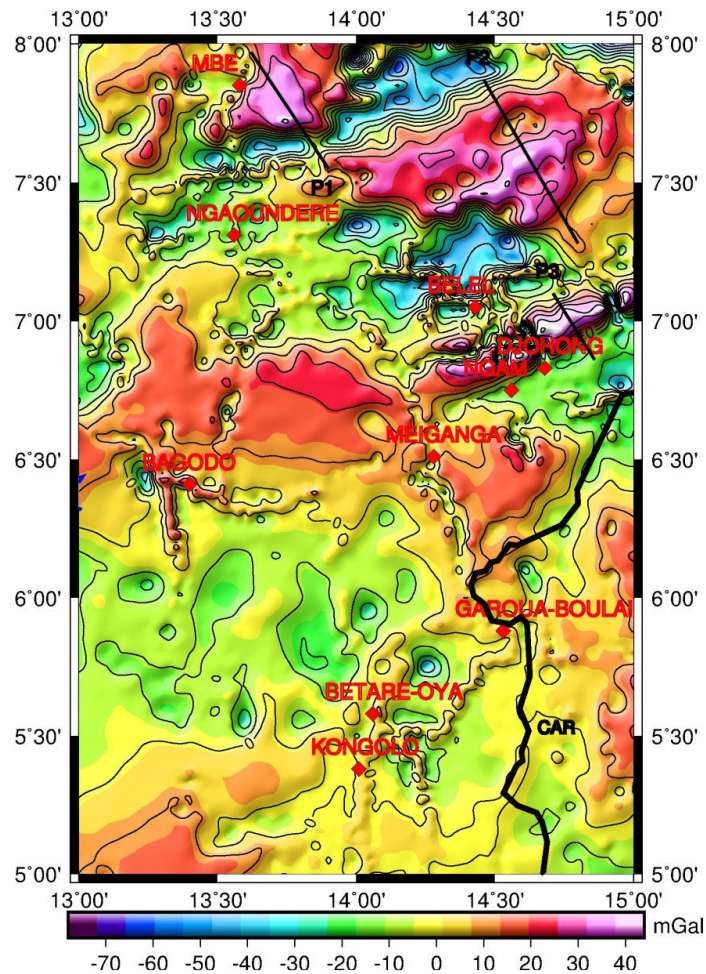 13°00' 13°30' 14°00' 14°30' 15°00'
8°00' 8°00'
MBE P2
7°30' P1 7°30'
NGAOUNDERE
P3
BELEL
7°00' 7°00'
DJOHONG
NGAM
MEIGANGA
6°30' BAGODO 6°30'
6°00' 6°00'
GAROUA-BOULAI
BETARE-OYA
CAR
5°30' KONGOLO 5°30'
5°00' 5°00'
13°00' 13°30' 14°00' 14°30' 15°00'
mGal
-70 -60 -50 -40 -30 -20 -10 0 10 20 30 40